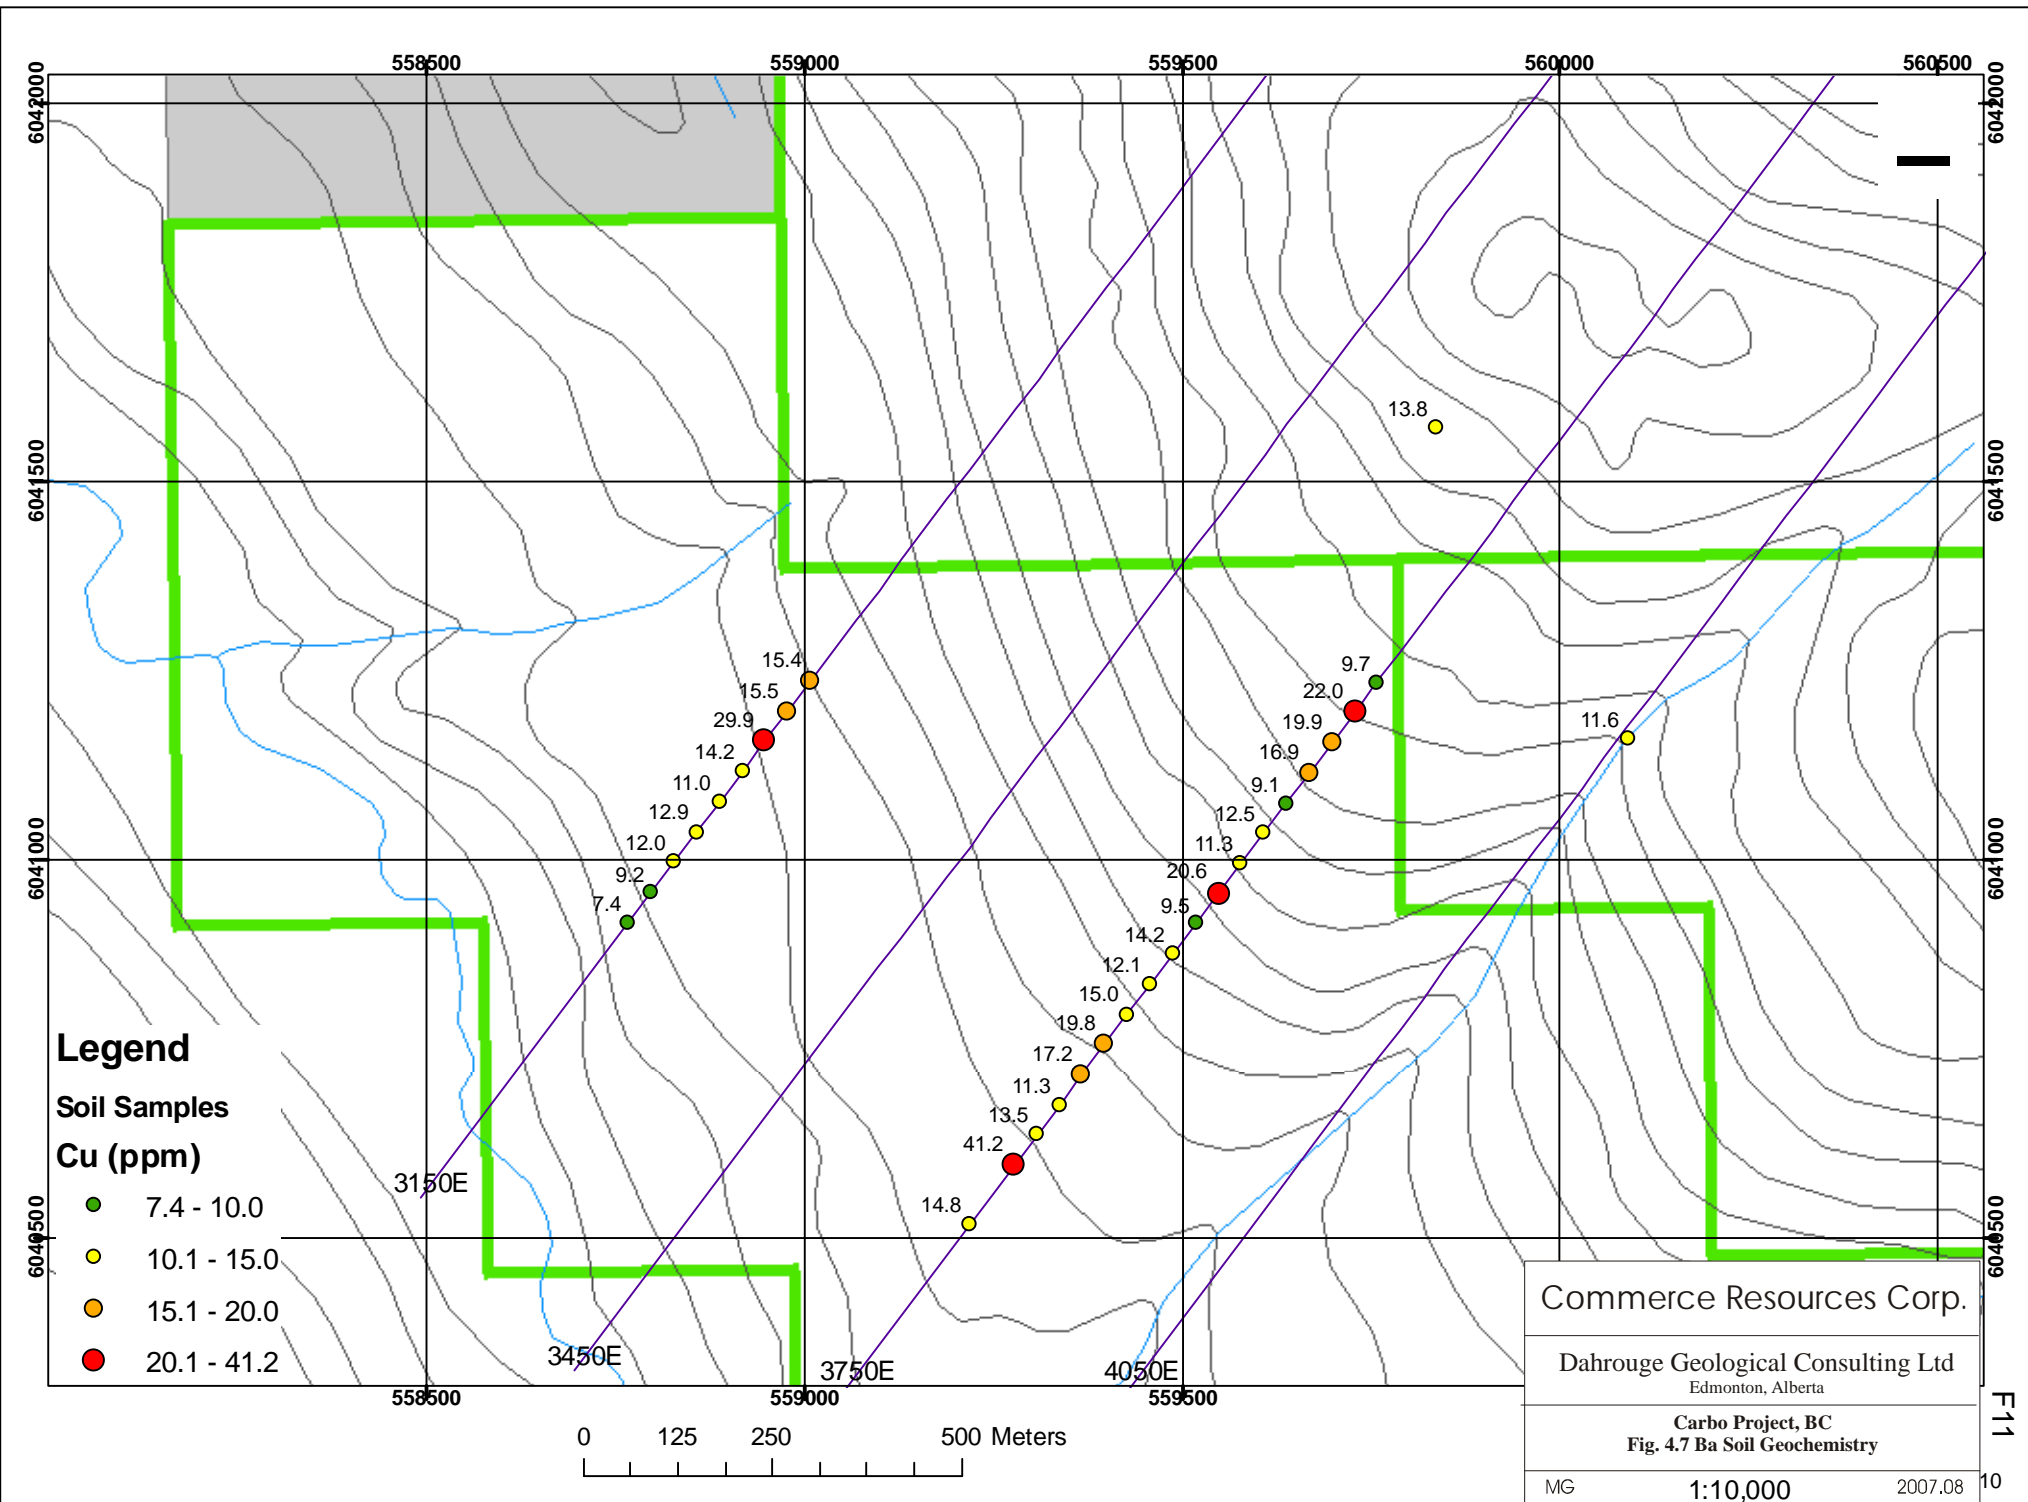 558500 559000 559500 560000 560500
6042000 6042000
13.8
6041500 6041500
15.4 9.7
15.5 22.0
29.9 19.9 11.6
14.2 16.9
11.0 9.1
12.9 12.5
12.0 11.3
6041000 6041000
9.2 20.6
7.4 9.5
14.2
12.1
15.0
19.8
17.2
11.3
13.5
41.2
14.8
3150E
6040500 6040500
3450E 3750E 4050E
558500 559000 559500
Legend
Soil Samples
Cu (ppm)
7.4 - 10.0
10.1 - 15.0
15.1 - 20.0
20.1 - 41.2
0 125 250 500 Meters
Commerce Resources Corp.
Dahrouge Geological Consulting Ltd
Edmonton, Alberta
Carbo Project, BC
Fig. 4.7 Ba Soil Geochemistry
MG 1:10,000 2007.08
F11
10